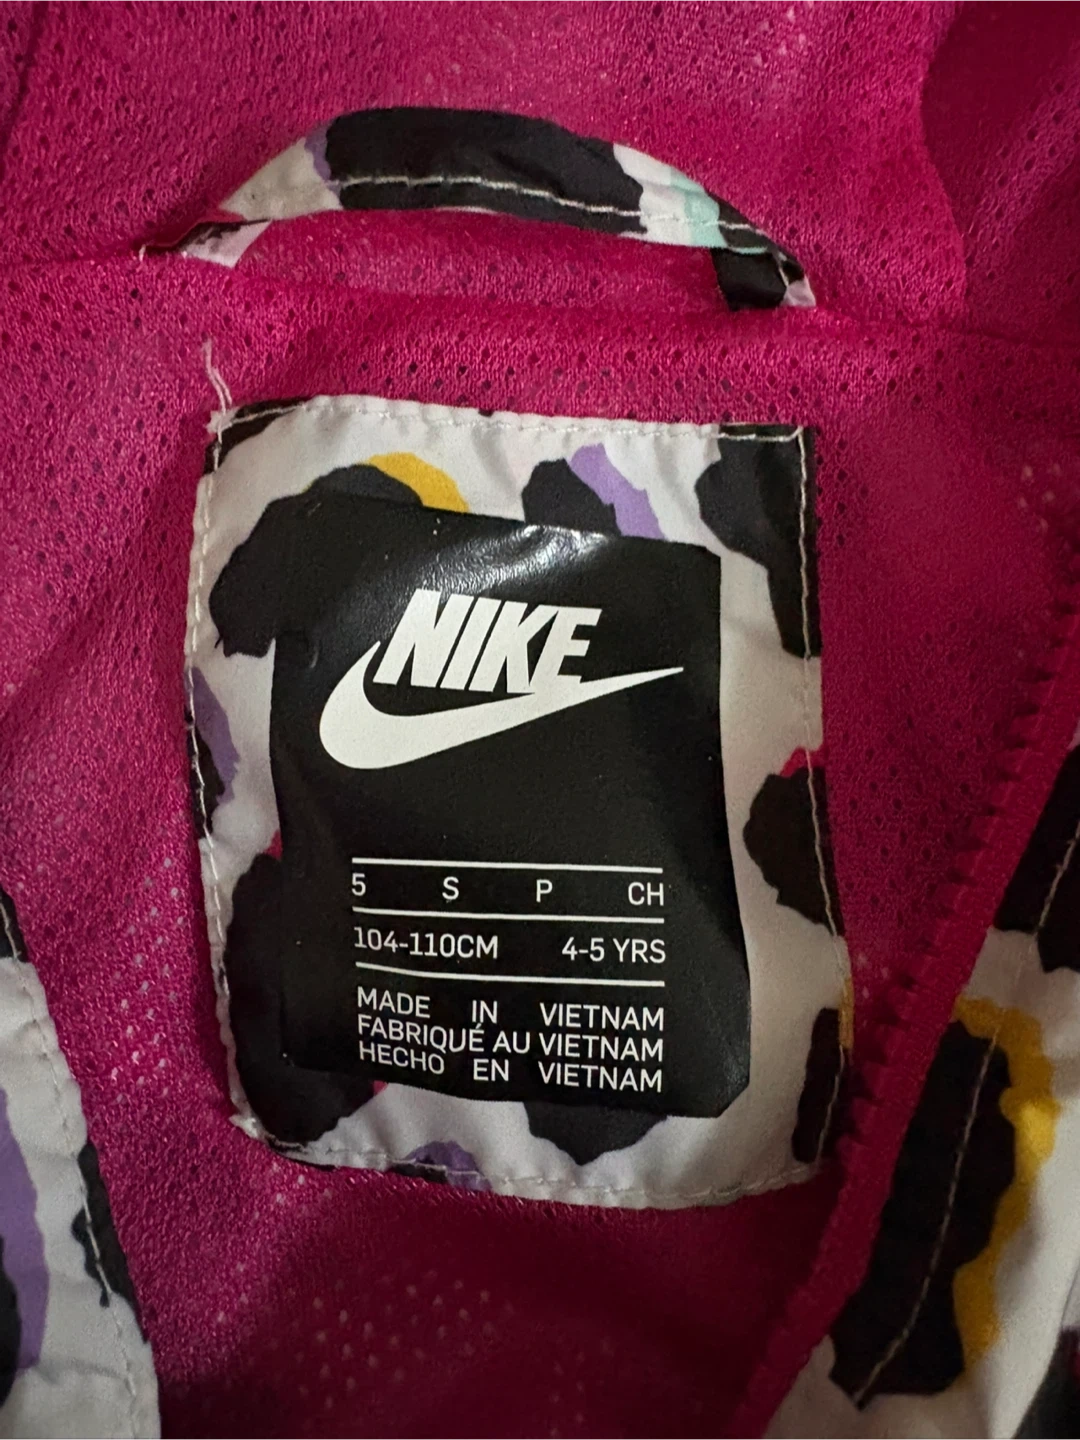 NIKE
5 S P CH
104-110CM 4-5 YRS
MADE IN VIETNAM
FABRIQUÉ AU VIETNAM
HECHO EN VIETNAM